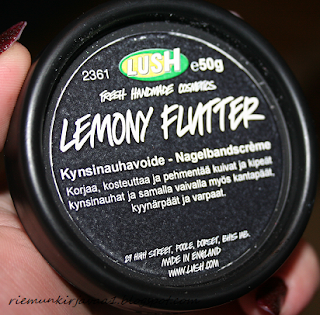 2361 LUSH ℮50g
FRESH HANDMADE COSMETICS
LEMONY FLUTTER
Kynsinauhavoide - Nagelbandscrème
Korjaa, kosteuttaa ja pehmentää kuivat ja kipeät
kynsinauhat ja samalla vaivalla myös kantapäät,
kyynärpäät ja varpaat.
29 HIGH STREET, POOLE, DORSET, BH15 1AB.
MADE IN ENGLAND
WWW.LUSH.COM